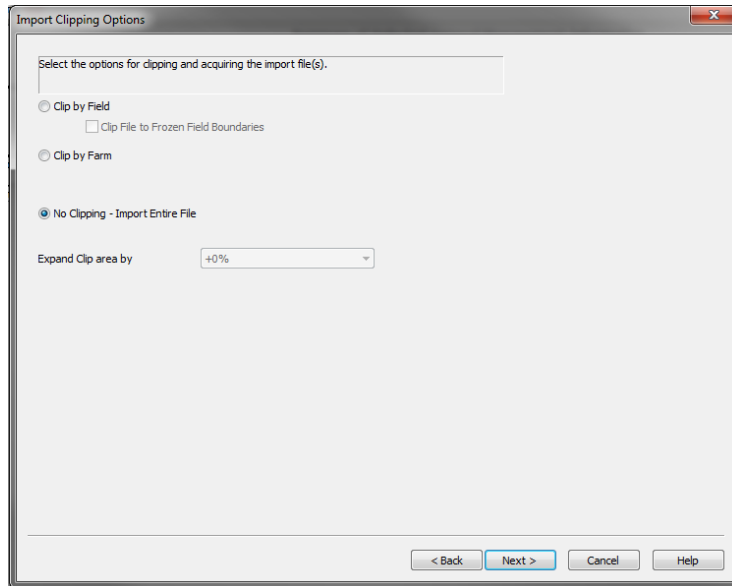 Import Clipping Options
Select the options for clipping and acquiring the import file(s).
Clip by Field
Clip File to Frozen Field Boundaries
Clip by Farm
No Clipping - Import Entire File
Expand Clip area by +0%
< Back Next > Cancel Help